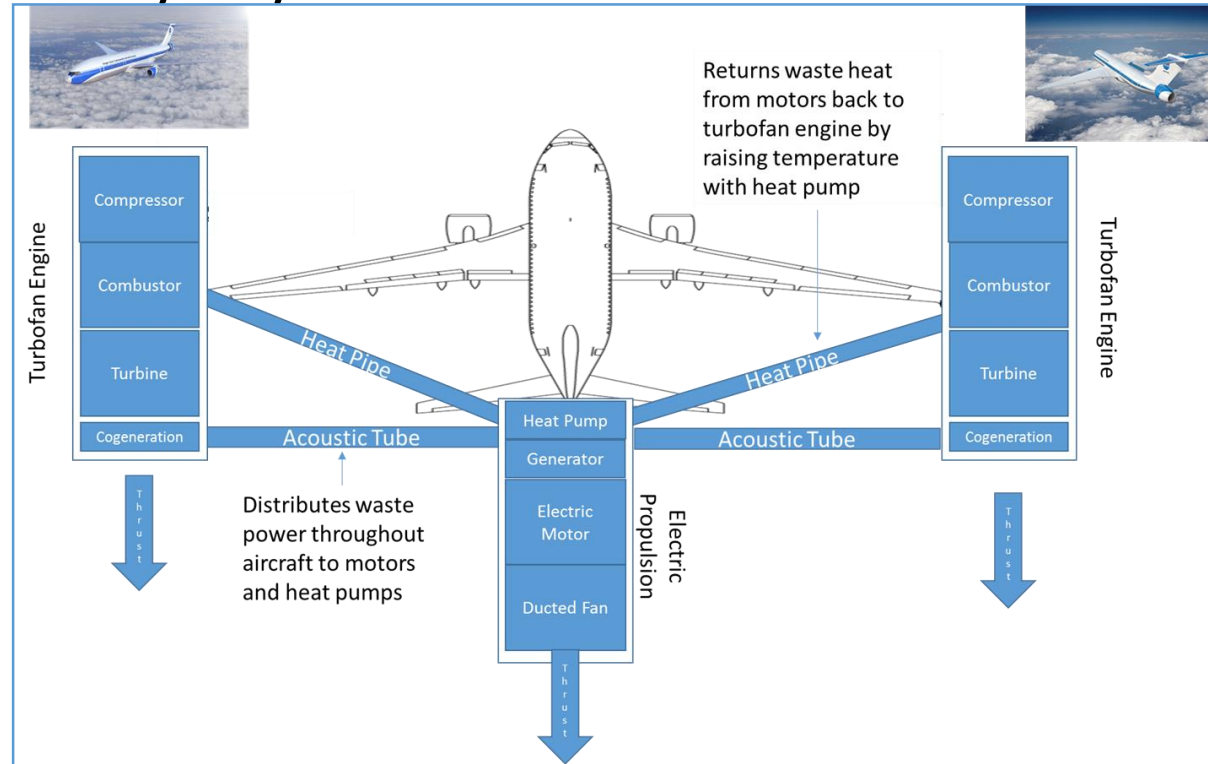 Returns waste heat
from motors back to
turbofan engine by
raising temperature
with heat pump
Turbofan Engine
Compressor
Combustor
Turbine
Cogeneration
Thrust
Heat Pipe
Acoustic Tube
Distributes waste
power throughout
aircraft to motors
and heat pumps
Heat Pump
Generator
Electric
Motor
Ducted Fan
Thrust
Electric
Propulsion
Heat Pipe
Acoustic Tube
Compressor
Combustor
Turbine
Cogeneration
Thrust
Turbofan Engine